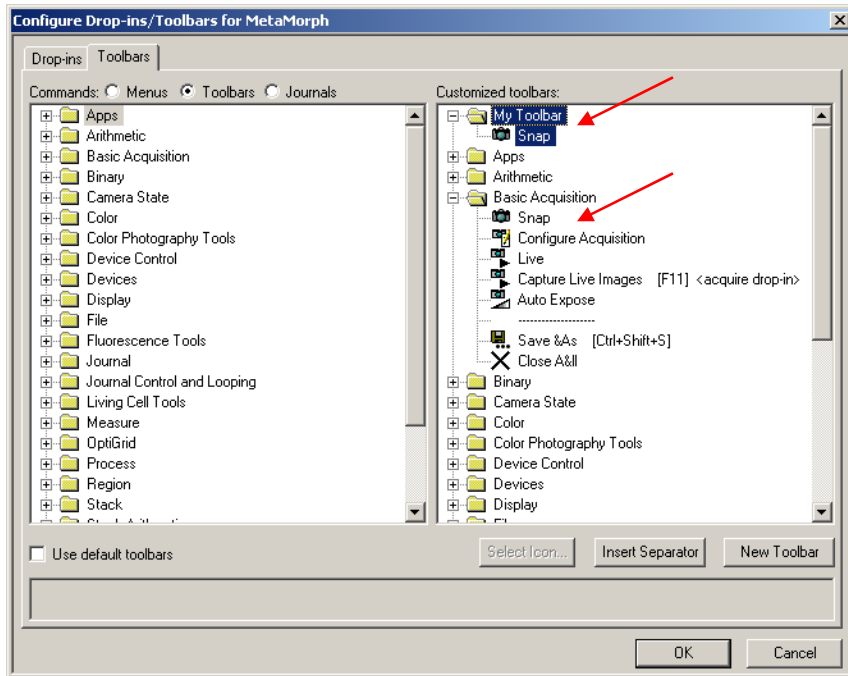 Configure Drop-ins/Toolbars for MetaMorph
Drop-ins Toolbars
Commands: Menus Toolbars Journals
Apps
Arithmetic
Basic Acquisition
Binary
Camera State
Color
Color Photography Tools
Device Control
Devices
Display
File
Fluorescence Tools
Journal
Journal Control and Looping
Living Cell Tools
Measure
OptiGrid
Process
Region
Stack
Customized toolbars:
My Toolbar
Snap
Apps
Arithmetic
Basic Acquisition
Snap
Configure Acquisition
Live
Capture Live Images [F11] <acquire drop-in>
Auto Expose
--------------------
Save &As [Ctrl+Shift+S]
Close A&ll
Binary
Camera State
Color
Color Photography Tools
Device Control
Devices
Display
Use default toolbars
Select Icon... Insert Separator New Toolbar
OK Cancel